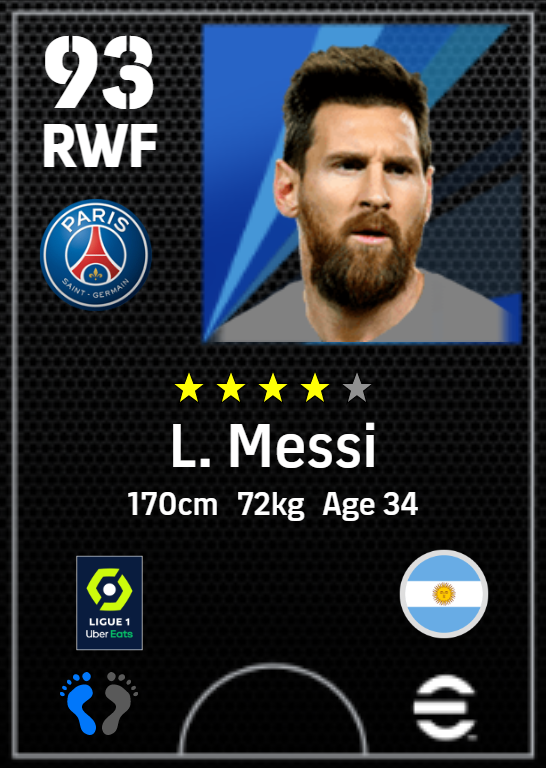 93
RWF
PARIS
SAINT - GERMAIN
L. Messi
170cm 72kg Age 34
LIGUE 1
Uber Eats